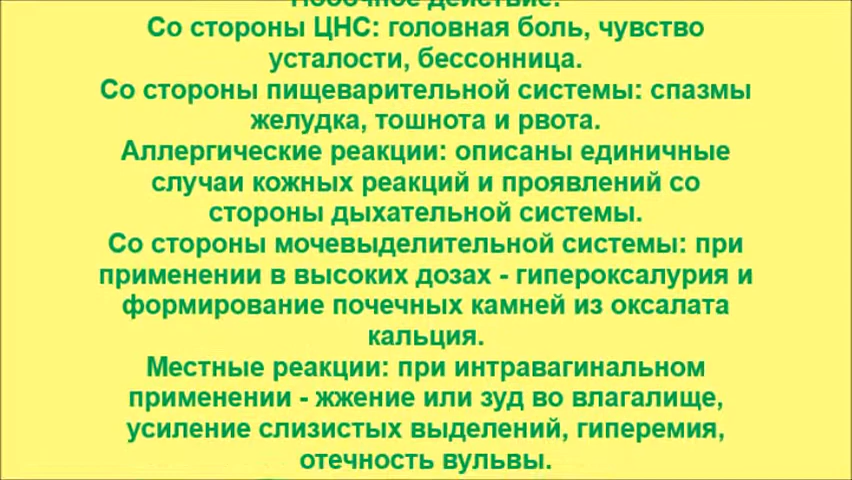 Побочное действие:
Со стороны ЦНС: головная боль, чувство
усталости, бессонница.
Со стороны пищеварительной системы: спазмы
желудка, тошнота и рвота.
Аллергические реакции: описаны единичные
случаи кожных реакций и проявлений со
стороны дыхательной системы.
Со стороны мочевыделительной системы: при
применении в высоких дозах - гипероксалурия и
формирование почечных камней из оксалата
кальция.
Местные реакции: при интравагинальном
применении - жжение или зуд во влагалище,
усиление слизистых выделений, гиперемия,
отечность вульвы.